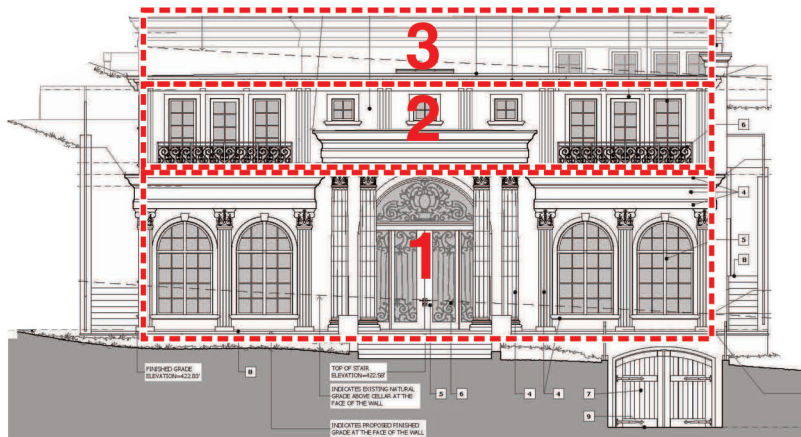 3
2
6
4
1
5
8
FINISHED GRADE
ELEVATION=422.83'
8
TOP OF STAIR
ELEVATION=422.58'
INDICATES EXISTING NATURAL
GRADE ABOVE CELLAR AT THE
FACE OF THE WALL
INDICATES PROPOSED FINISHED
GRADE AT THE FACE OF THE WALL
5
6
4
4
7
9